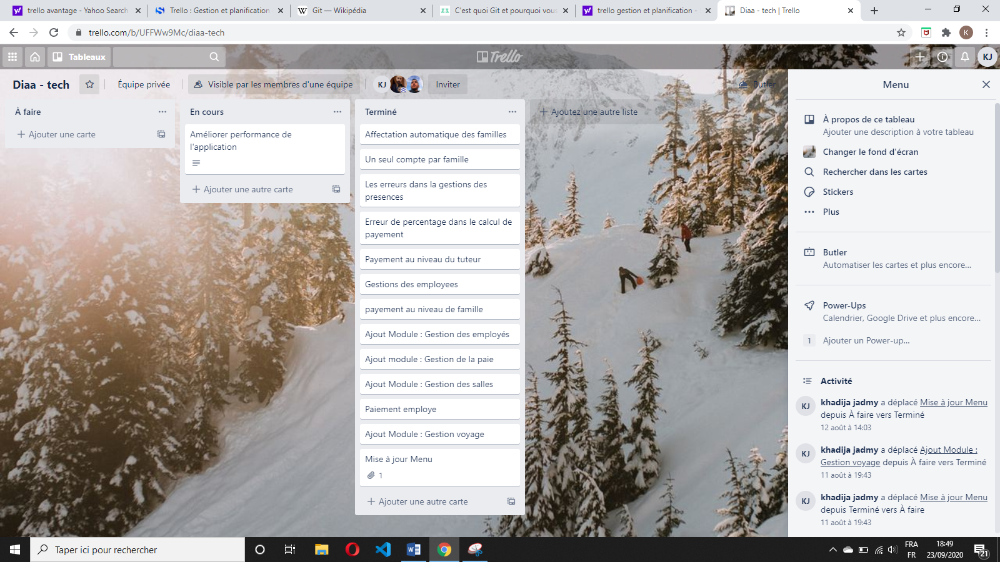 trello avantage - Yahoo Search
Trello : Gestion et planification
Git — Wikipédia
C'est quoi Git et pourquoi vous
trello gestion et planification -
Diaa - tech | Trello
trello.com/b/UFFWw9Mc/diaa-tech
K
Tableaux
Trello
KJ
Diaa - tech
Équipe privée
Visible par les membres d'une équipe
KJ
Inviter
Butler
À faire
Ajouter une carte
En cours
Améliorer performance de
l'application
Ajouter une autre carte
Terminé
Affectation automatique des familles
Un seul compte par famille
Les erreurs dans la gestions des
presences
Erreur de percentage dans le calcul de
payement
Payement au niveau du tuteur
Gestions des employees
payement au niveau de famille
Ajout Module : Gestion des employés
Ajout module : Gestion de la paie
Ajout Module : Gestion des salles
Paiement employe
Ajout Module : Gestion voyage
Mise à jour Menu
1
Ajouter une autre carte
Ajoutez une autre liste
Menu
À propos de ce tableau
Ajouter une description à votre tableau
Changer le fond d'écran
Rechercher dans les cartes
Stickers
Plus
Butler
Automatiser les cartes et plus encore...
Power-Ups
Calendrier, Google Drive et plus encore...
1 Ajouter un Power-up...
Activité
KJ
khadija jadmy a déplacé Mise à jour Menu
depuis À faire vers Terminé
12 août à 14:03
KJ
khadija jadmy a déplacé Ajout Module :
Gestion voyage depuis À faire vers Terminé
11 août à 19:43
KJ
khadija jadmy a déplacé Mise à jour Menu
depuis Terminé vers À faire
11 août à 19:43
Taper ici pour rechercher
FRA
FR
18:49
23/09/2020
21